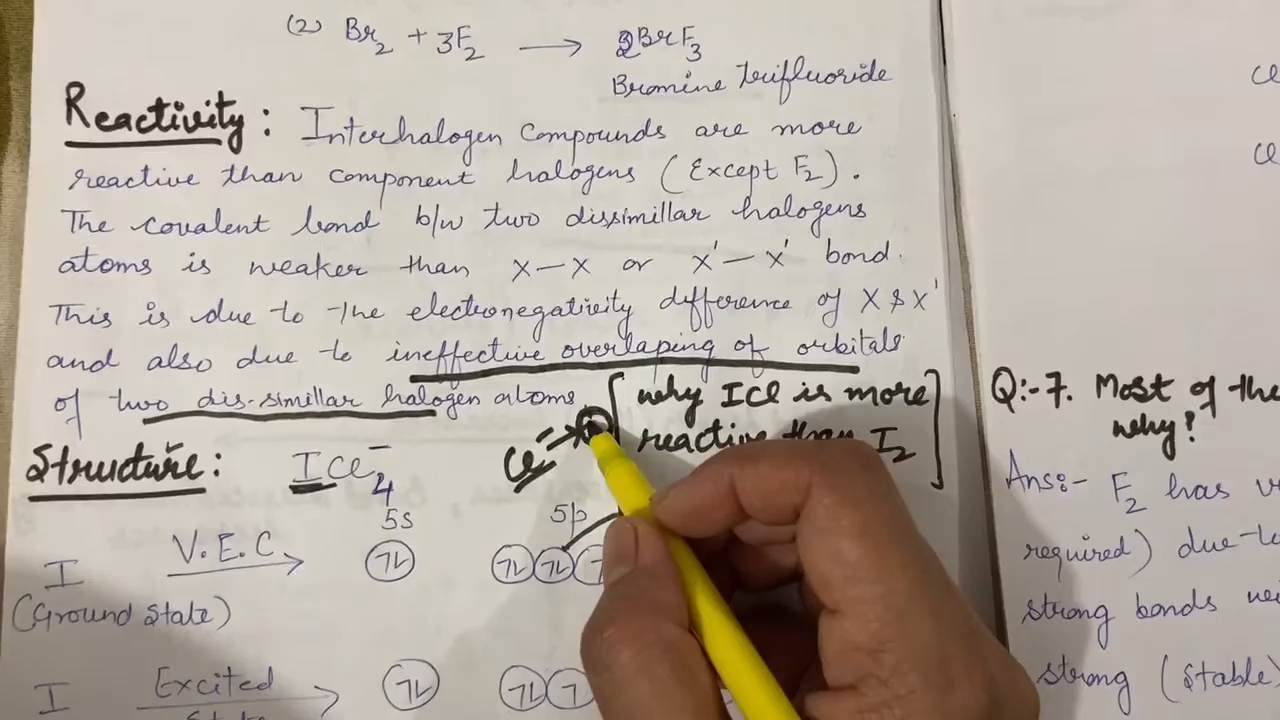 (2) Br2 + 3F2 → 2BrF3
Bromine trifluoride
Reactivity : Interhalogen Compounds are more
reactive than component halogens (Except F2).
The covalent bond b/w two dissimillar halogens
atoms is weaker than X—X or X'—X' bond.
This is due to the electronegativity difference of X & X'
and also due to ineffective overlaping of orbitals
of two dis-simillar halogen atoms.
[why ICl is more
reactive than I2]
Structure : ICl4⁻
Cl
5s 5p
I V.E.C →
(Ground State)
I Excited
Cl
Cl
Q:-7. Most of the
why?
Ans:- F2 has
required) due to
strong bonds
strong (Stable)